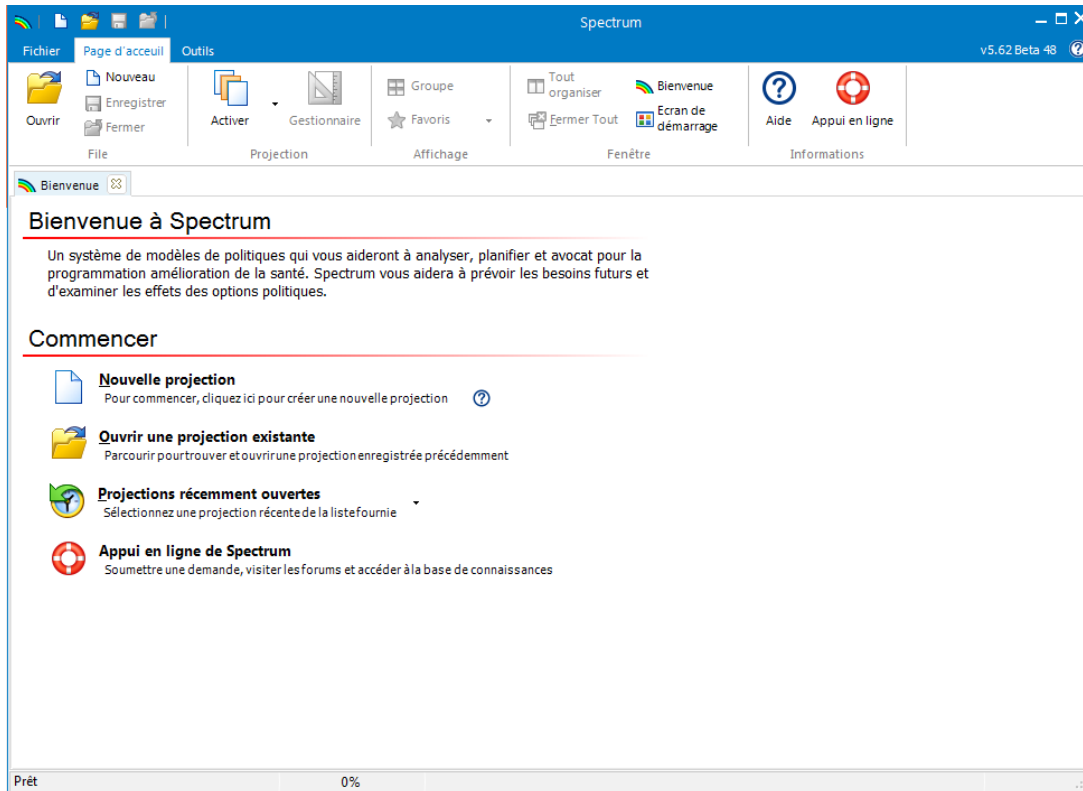 Spectrum
Fichier Page d'acceuil Outils v5.62 Beta 48
Ouvrir
Nouveau
Enregistrer
Fermer
File
Activer
Gestionnaire
Projection
Groupe
Favoris
Affichage
Tout
organiser
Fermer Tout
Bienvenue
Ecran de
démarrage
Fenêtre
Aide
Appui en ligne
Informations
Bienvenue
Bienvenue à Spectrum
Un système de modèles de politiques qui vous aideront à analyser, planifier et avocat pour la
programmation amélioration de la santé. Spectrum vous aidera à prévoir les besoins futurs et
d'examiner les effets des options politiques.
Commencer
Nouvelle projection
Pour commencer, cliquez ici pour créer une nouvelle projection
Ouvrir une projection existante
Parcourir pour trouver et ouvrir une projection enregistrée précédemment
Projections récemment ouvertes
Sélectionnez une projection récente de la liste fournie
Appui en ligne de Spectrum
Soumettre une demande, visiter les forums et accéder à la base de connaissances
Prêt 0%